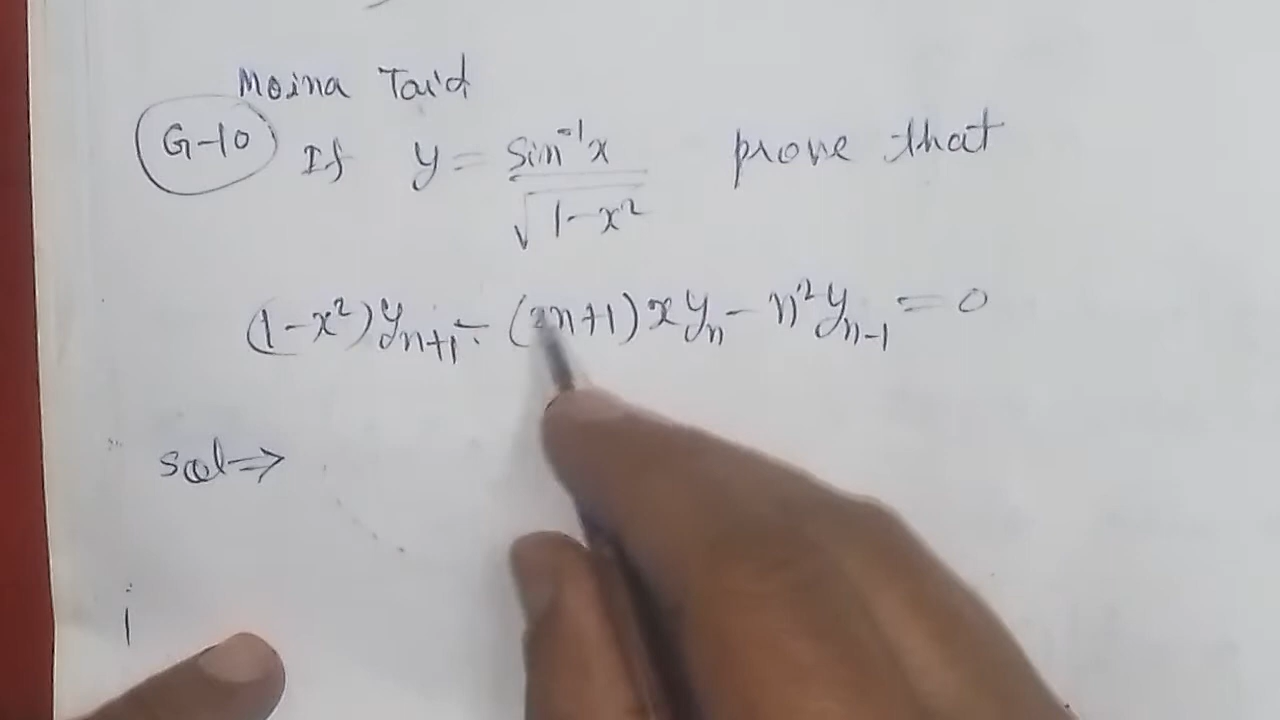 Moina Taid
G-10 If y = sin⁻¹x / √1-x² prove that
(1-x²)yₙ₊₁ - (2n+1)xyₙ - n²yₙ₋₁ = 0
sol⇒